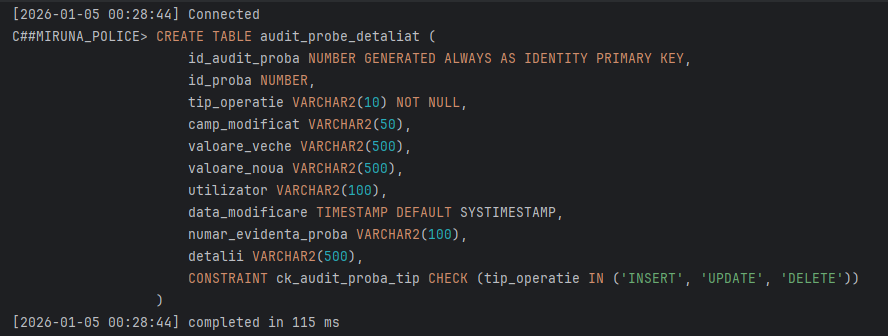 [2026-01-05 00:28:44] Connected
C##MIRUNA_POLICE> CREATE TABLE audit_probe_detaliat (
id_audit_proba NUMBER GENERATED ALWAYS AS IDENTITY PRIMARY KEY,
id_proba NUMBER,
tip_operatie VARCHAR2(10) NOT NULL,
camp_modificat VARCHAR2(50),
valoare_veche VARCHAR2(500),
valoare_noua VARCHAR2(500),
utilizator VARCHAR2(100),
data_modificare TIMESTAMP DEFAULT SYSTIMESTAMP,
numar_evidenta_proba VARCHAR2(100),
detalii VARCHAR2(500),
CONSTRAINT ck_audit_proba_tip CHECK (tip_operatie IN ('INSERT', 'UPDATE', 'DELETE'))
)
[2026-01-05 00:28:44] completed in 115 ms